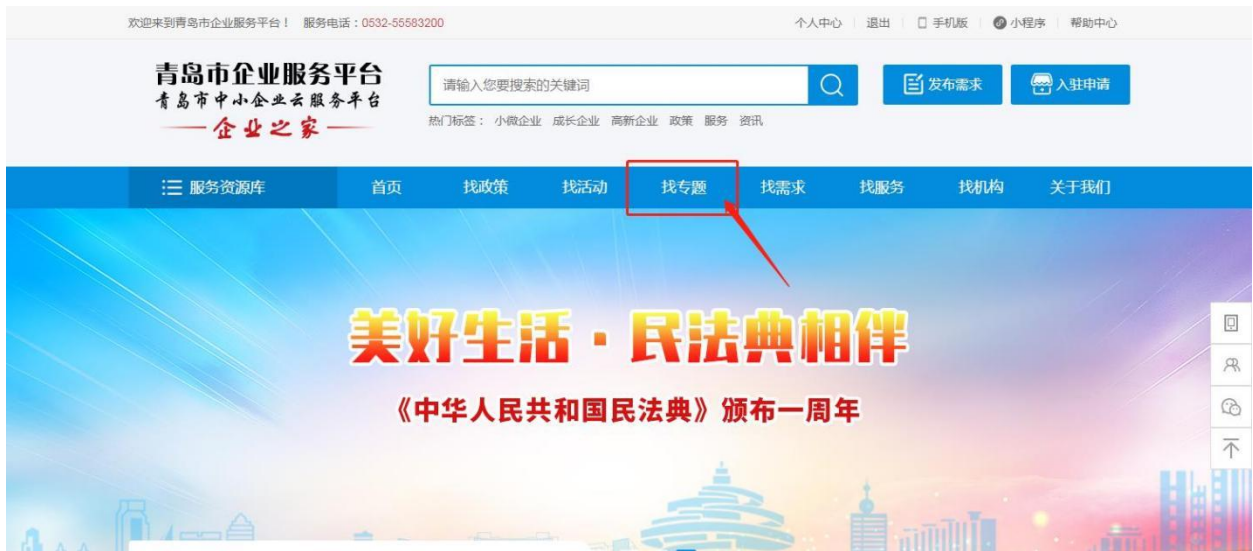 欢迎来到青岛市企业服务平台！ 服务电话：0532-55583200 个人中心 退出 手机版 小程序 帮助中心
青岛市企业服务平台
青岛市中小企业云服务平台
企业之家
请输入您要搜索的关键词
发布需求 入驻申请
热门标签： 小微企业 成长企业 高新企业 政策 服务 资讯
服务资源库 首页 找政策 找活动 找专题 找需求 找服务 找机构 关于我们
美好生活·民法典相伴
《中华人民共和国民法典》颁布一周年